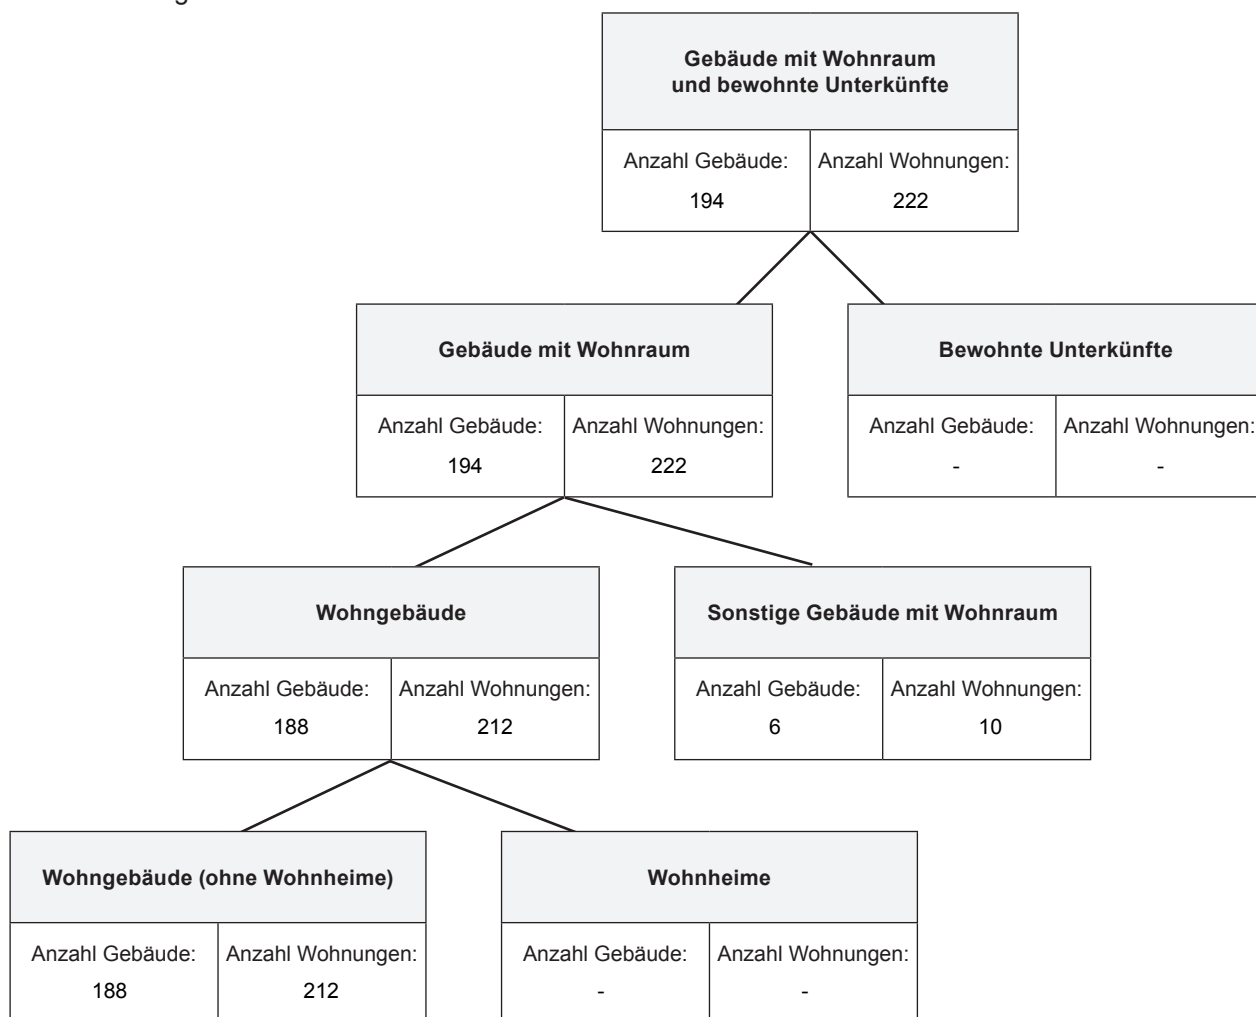 Gebäude mit Wohnraum
und bewohnte Unterkünfte
Anzahl Gebäude: Anzahl Wohnungen:
194 222
Gebäude mit Wohnraum
Bewohnte Unterkünfte
Anzahl Gebäude: Anzahl Wohnungen:
194 222
Anzahl Gebäude: Anzahl Wohnungen:
- -
Wohngebäude
Sonstige Gebäude mit Wohnraum
Anzahl Gebäude: Anzahl Wohnungen:
188 212
Anzahl Gebäude: Anzahl Wohnungen:
6 10
Wohngebäude (ohne Wohnheime)
Wohnheime
Anzahl Gebäude: Anzahl Wohnungen:
188 212
Anzahl Gebäude: Anzahl Wohnungen:
- -